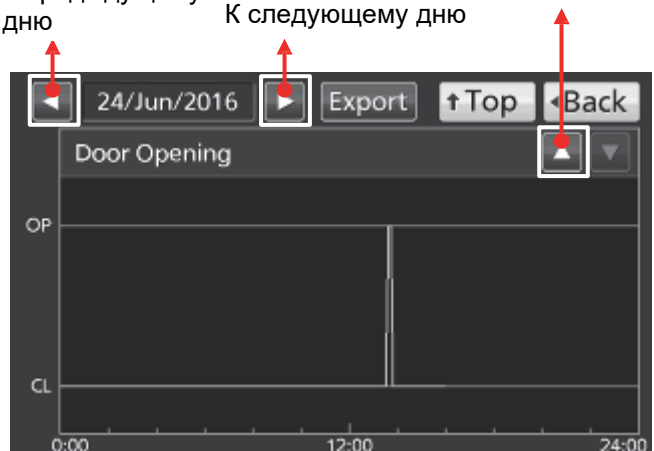 дню
К следующему дню
24/Jun/2016 Export ↑Top Back
Door Opening
OP
CL
0:00 12:00 24:00